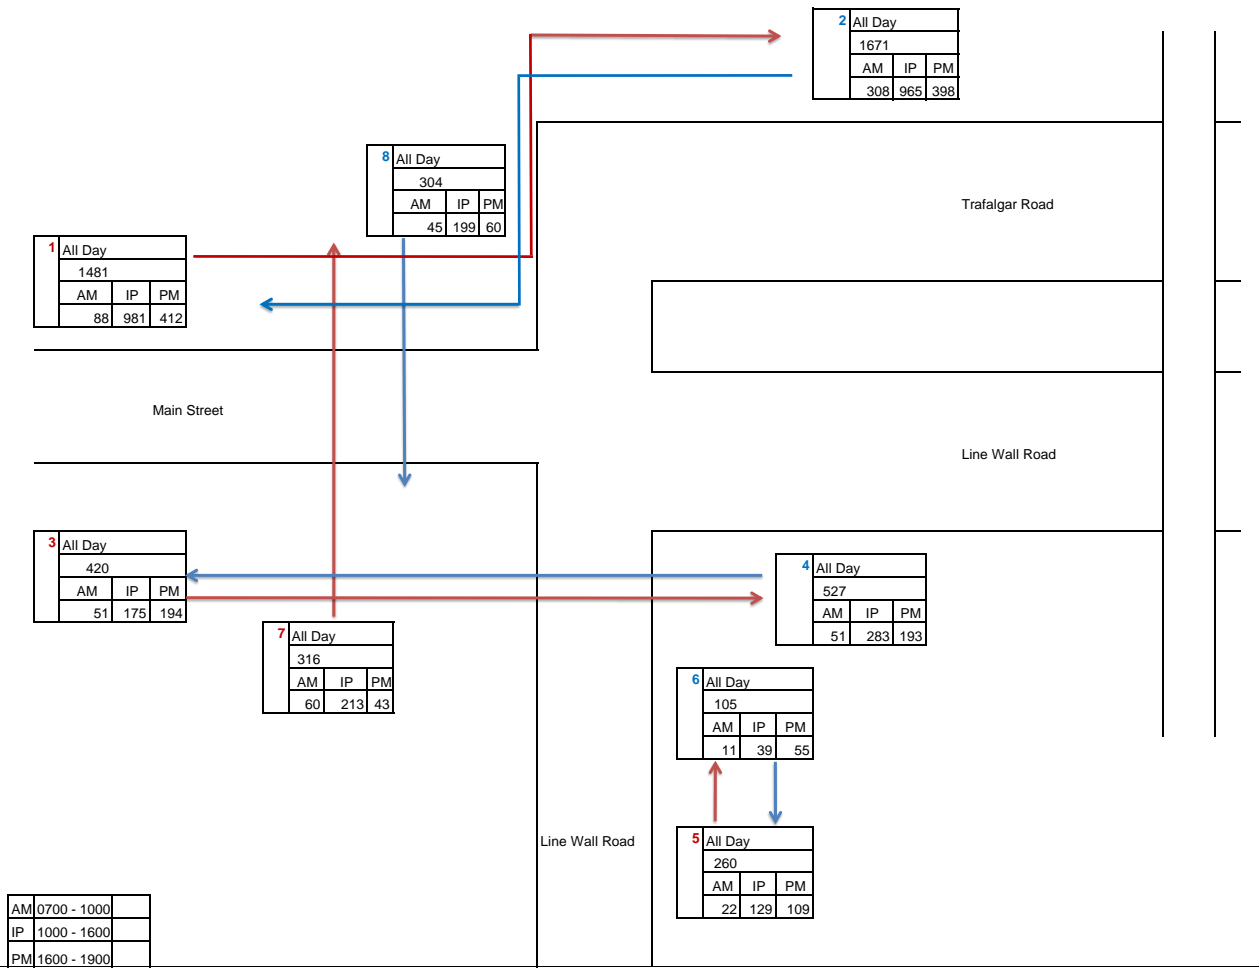 2 All Day
1671
AM IP PM
308 965 398
8 All Day
304
AM IP PM
45 199 60
Trafalgar Road
1 All Day
1481
AM IP PM
88 981 412
Main Street
Line Wall Road
3 All Day
420
AM IP PM
51 175 194
4 All Day
527
AM IP PM
51 283 193
7 All Day
316
AM IP PM
60 213 43
6 All Day
105
AM IP PM
11 39 55
Line Wall Road
5 All Day
260
AM IP PM
22 129 109
AM 0700 - 1000
IP 1000 - 1600
PM 1600 - 1900